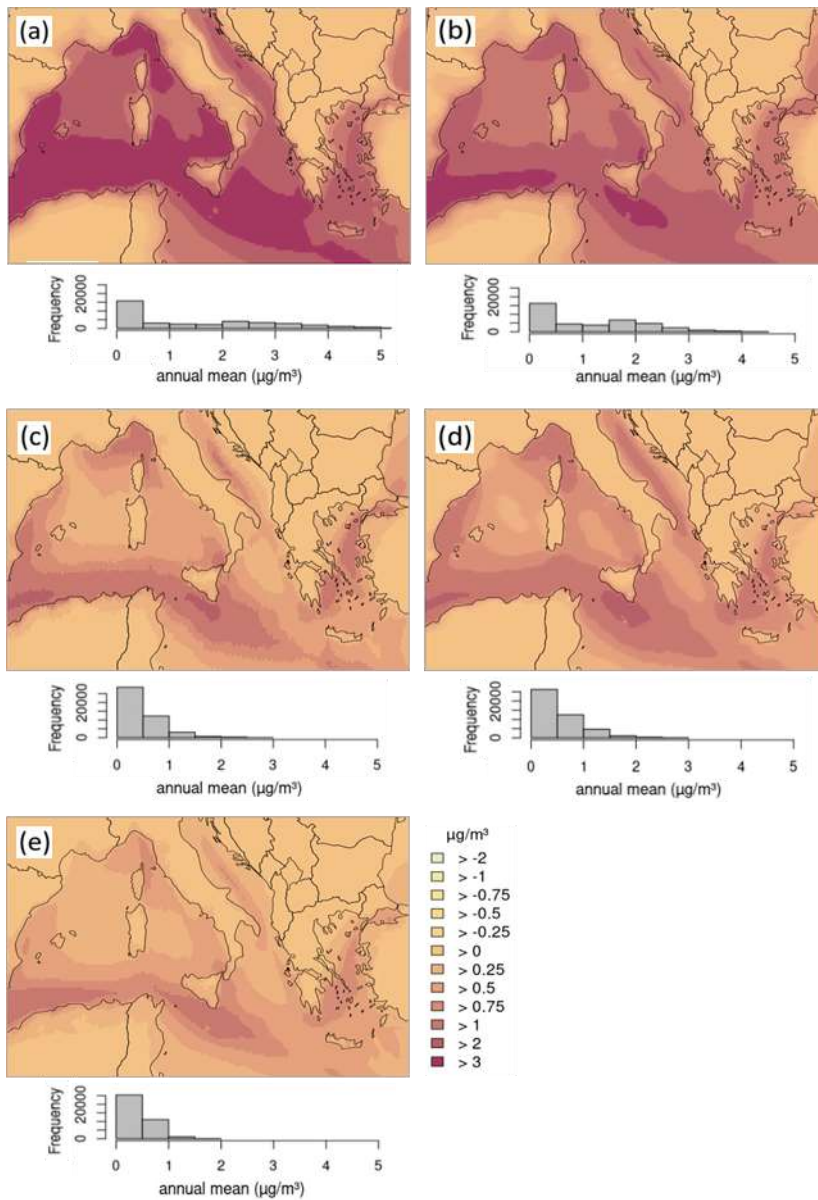 (a)
(b)
Frequency
0 20000
0 1 2 3 4 5
annual mean (µg/m³)
Frequency
0 20000
0 1 2 3 4 5
annual mean (µg/m³)
(c)
(d)
Frequency
0 20000
0 1 2 3 4 5
annual mean (µg/m³)
Frequency
0 20000
0 1 2 3 4 5
annual mean (µg/m³)
(e)
µg/m³
> -2
> -1
> -0.75
> -0.5
> -0.25
> 0
> 0.25
> 0.5
> 0.75
> 1
> 2
> 3
Frequency
0 20000
0 1 2 3 4 5
annual mean (µg/m³)